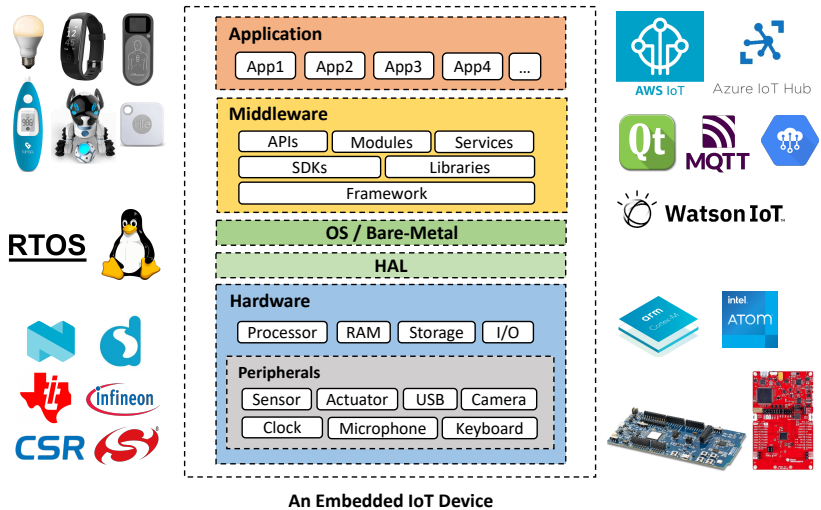 Application
App1 App2 App3 App4 ...
Middleware
APIs Modules Services
SDKs Libraries
Framework
OS / Bare-Metal
HAL
Hardware
Processor RAM Storage I/O
Peripherals
Sensor Actuator USB Camera
Clock Microphone Keyboard
An Embedded IoT Device
RTOS
Infineon
CSR
AWS IoT
Azure IoT Hub
Qt
MQTT
Watson IoT
arm
Cortex-M
intel
ATOM
tile